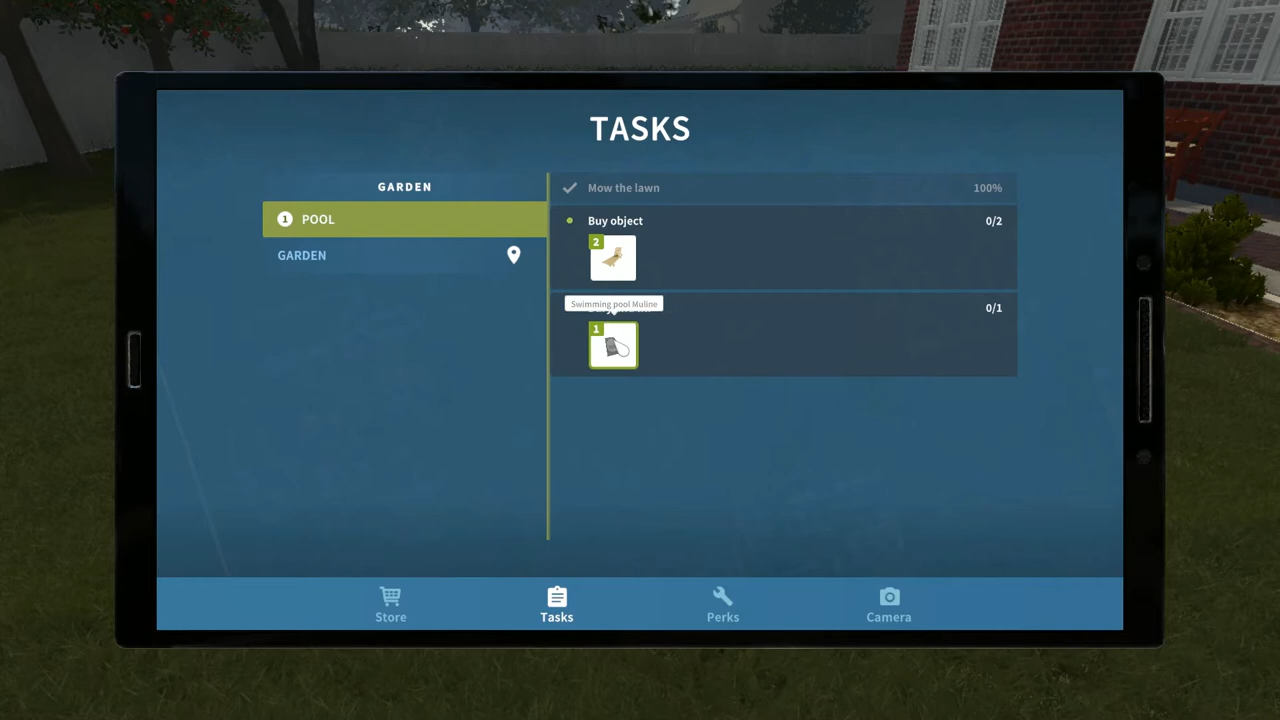 TASKS
GARDEN
1 POOL
GARDEN
Mow the lawn 100%
Buy object 0/2
2
Swimming pool Muline
0/1
1
Store
Tasks
Perks
Camera